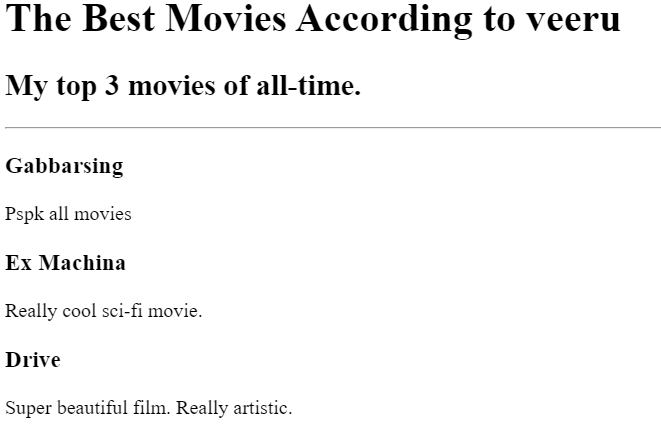 The Best Movies According to veeru
My top 3 movies of all-time.
Gabbarsing
Pspk all movies
Ex Machina
Really cool sci-fi movie.
Drive
Super beautiful film. Really artistic.